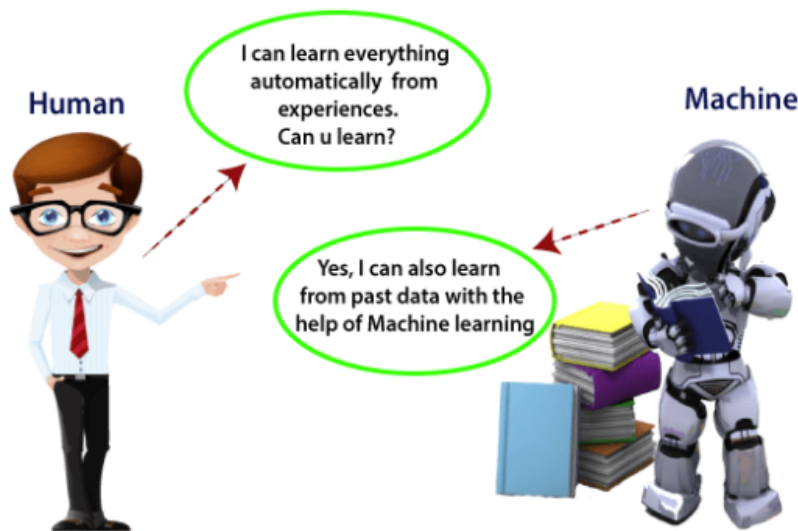 Human
I can learn everything
automatically from
experiences.
Can u learn?
Machine
Yes, I can also learn
from past data with the
help of Machine learning